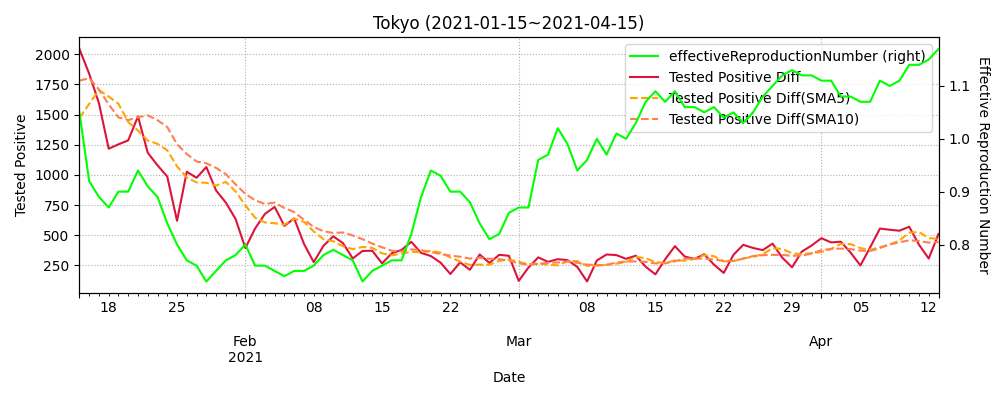 Tokyo (2021-01-15~2021-04-15)
effectiveReproductionNumber (right)
Tested Positive Diff
Tested Positive Diff(SMA5)
Tested Positive Diff(SMA10)
Tested Positive
2000
1750
1500
1250
1000
750
500
250
1.1
1.0
0.9
0.8
Effective Reproduction Number
18 25 08 15 22 08 15 22 29 05 12
Feb Mar Apr
2021
Date